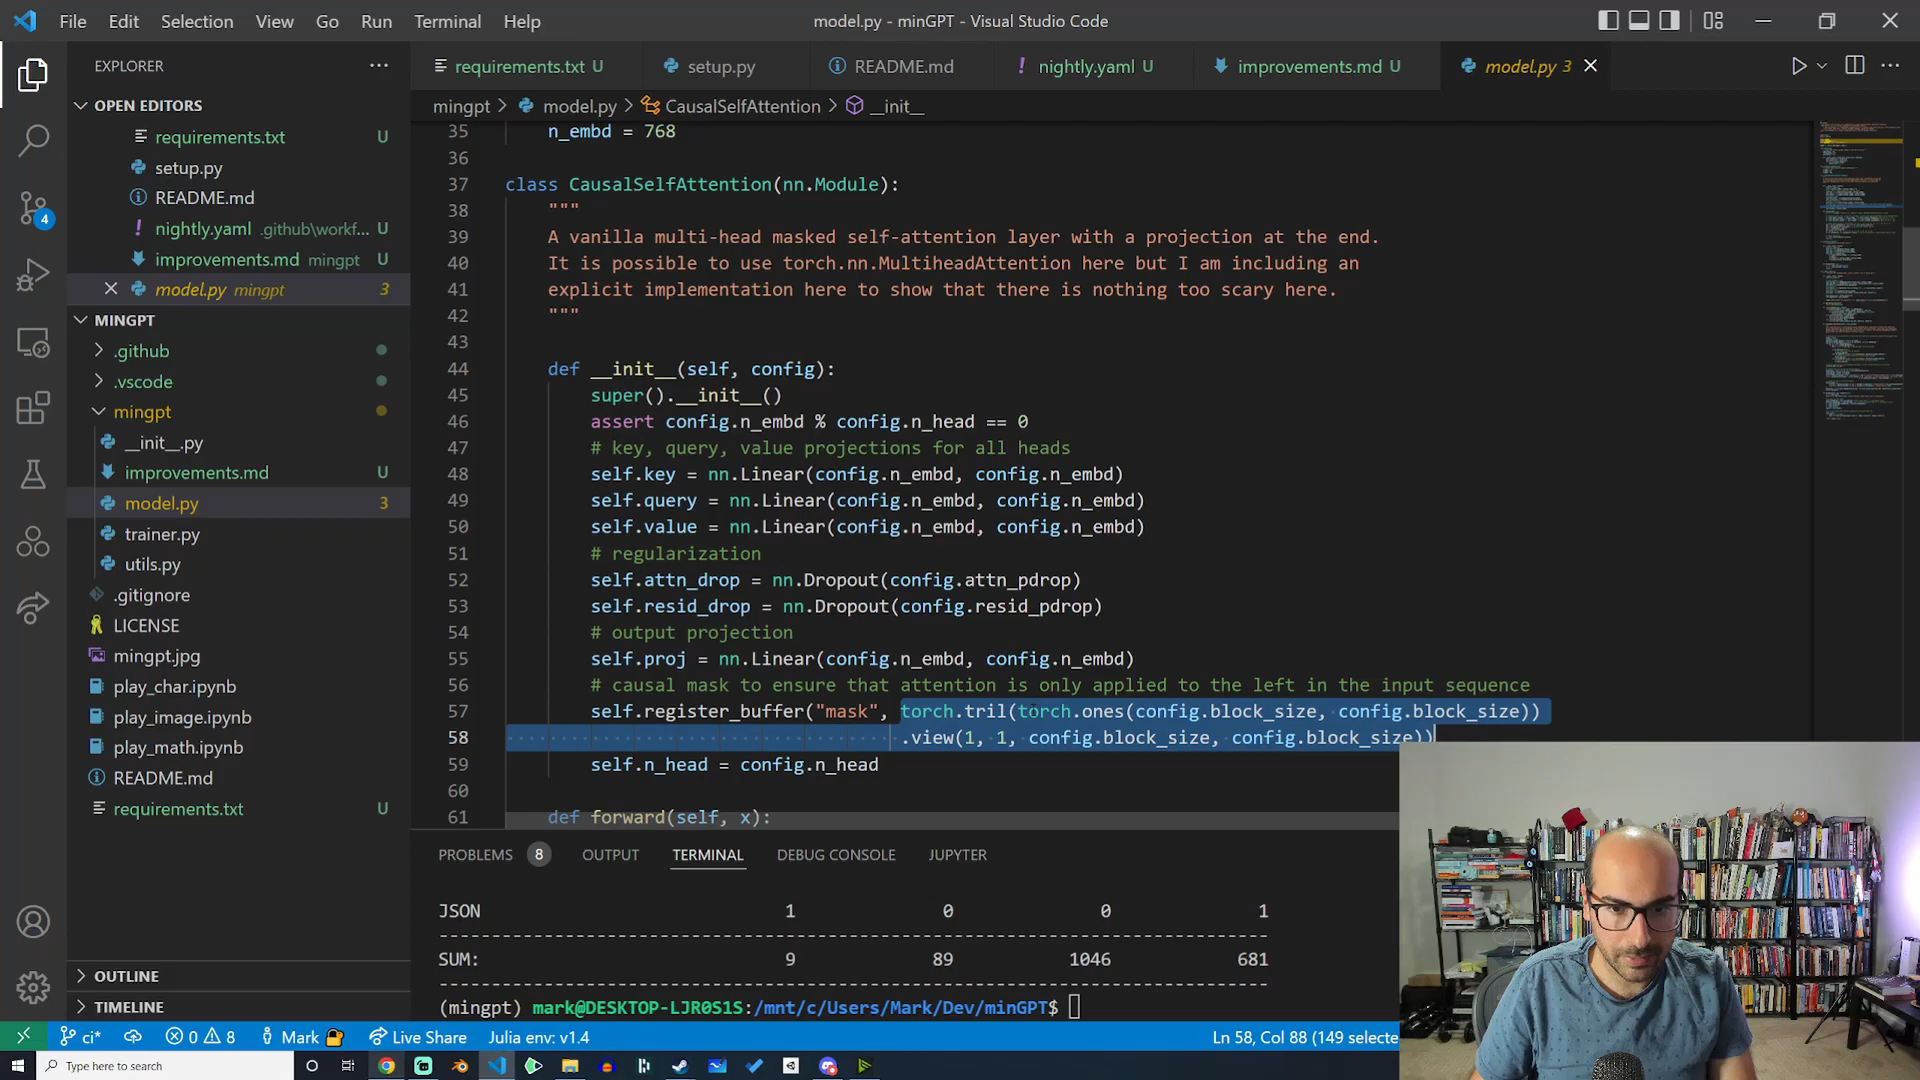 File Edit Selection View Go Run Terminal Help
model.py - minGPT - Visual Studio Code
EXPLORER
OPEN EDITORS
requirements.txt U
setup.py
README.md
nightly.yaml .github\workf... U
improvements.md mingpt U
model.py mingpt 3
MINGPT
.github
.vscode
mingpt
__init__.py
improvements.md U
model.py 3
trainer.py
utils.py
.gitignore
LICENSE
mingpt.jpg
play_char.ipynb
play_image.ipynb
play_math.ipynb
README.md
requirements.txt U
OUTLINE
TIMELINE
requirements.txt U setup.py README.md nightly.yaml U improvements.md U model.py 3
mingpt > model.py > CausalSelfAttention > __init__
35 n_embd = 768
36
37 class CausalSelfAttention(nn.Module):
38 """
39 A vanilla multi-head masked self-attention layer with a projection at the end.
40 It is possible to use torch.nn.MultiheadAttention here but I am including an
41 explicit implementation here to show that there is nothing too scary here.
42 """
43
44 def __init__(self, config):
45 super().__init__()
46 assert config.n_embd % config.n_head == 0
47 # key, query, value projections for all heads
48 self.key = nn.Linear(config.n_embd, config.n_embd)
49 self.query = nn.Linear(config.n_embd, config.n_embd)
50 self.value = nn.Linear(config.n_embd, config.n_embd)
51 # regularization
52 self.attn_drop = nn.Dropout(config.attn_pdrop)
53 self.resid_drop = nn.Dropout(config.resid_pdrop)
54 # output projection
55 self.proj = nn.Linear(config.n_embd, config.n_embd)
56 # causal mask to ensure that attention is only applied to the left in the input sequence
57 self.register_buffer("mask", torch.tril(torch.ones(config.block_size, config.block_size))
58 .view(1, 1, config.block_size, config.block_size))
59 self.n_head = config.n_head
60
61 def forward(self, x):
PROBLEMS 8 OUTPUT TERMINAL DEBUG CONSOLE JUPYTER
JSON 1 0 0 1
SUM: 9 89 1046 681
(mingpt) mark@DESKTOP-LJR0S1S:/mnt/c/Users/Mark/Dev/minGPT$
4
ci* 0 8 Mark Live Share Julia env: v1.4
Ln 58, Col 88 (149 selecte
Type here to search